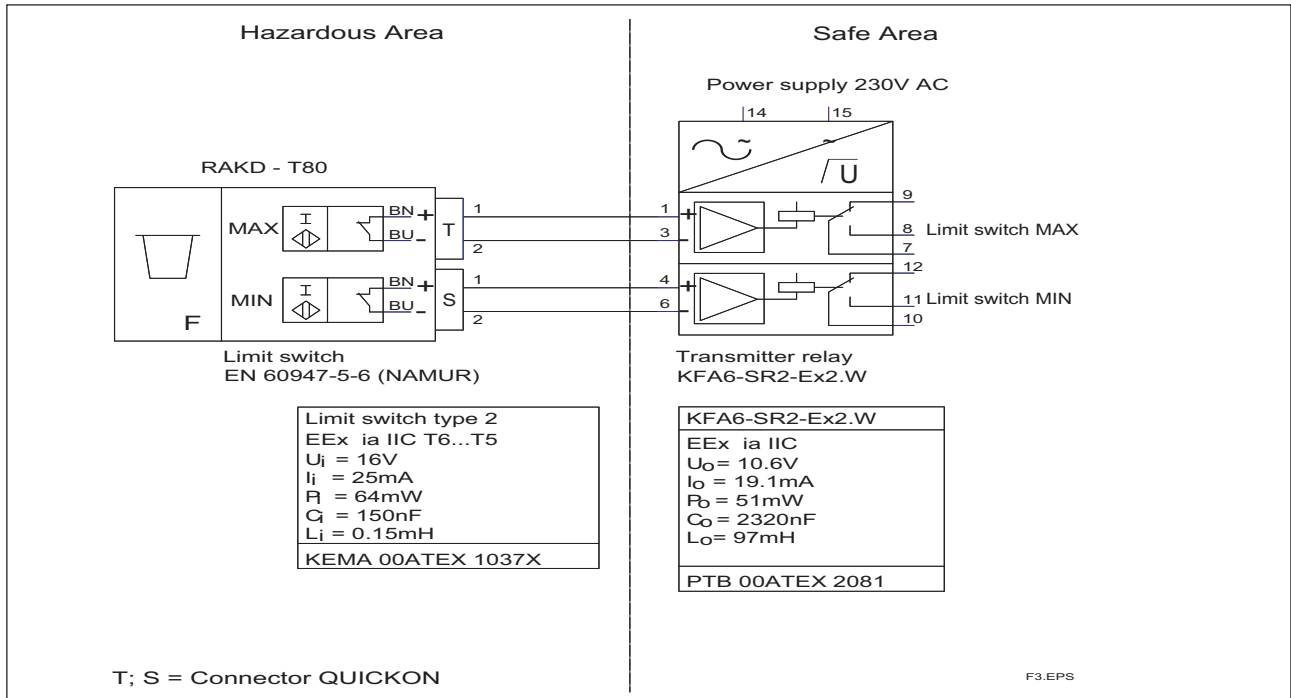 Hazardous Area
Safe Area
Power supply 230V AC
14
15
~
~
U
RAKD - T80
MAX
I
BN +
BU -
T
1
2
MIN
I
BN +
BU -
S
1
2
F
1 +
3 -
9
8 Limit switch MAX
7
4 +
6 -
12
11 Limit switch MIN
10
Limit switch
EN 60947-5-6 (NAMUR)
Transmitter relay
KFA6-SR2-Ex2.W
Limit switch type 2
EEx ia IIC T6...T5
Ui = 16V
Ii = 25mA
Pi = 64mW
Ci = 150nF
Li = 0.15mH
KEMA 00ATEX 1037X
KFA6-SR2-Ex2.W
EEx ia IIC
Uo = 10.6V
Io = 19.1mA
Po = 51mW
Co = 2320nF
Lo = 97mH
PTB 00ATEX 2081
T; S = Connector QUICKON
F3.EPS